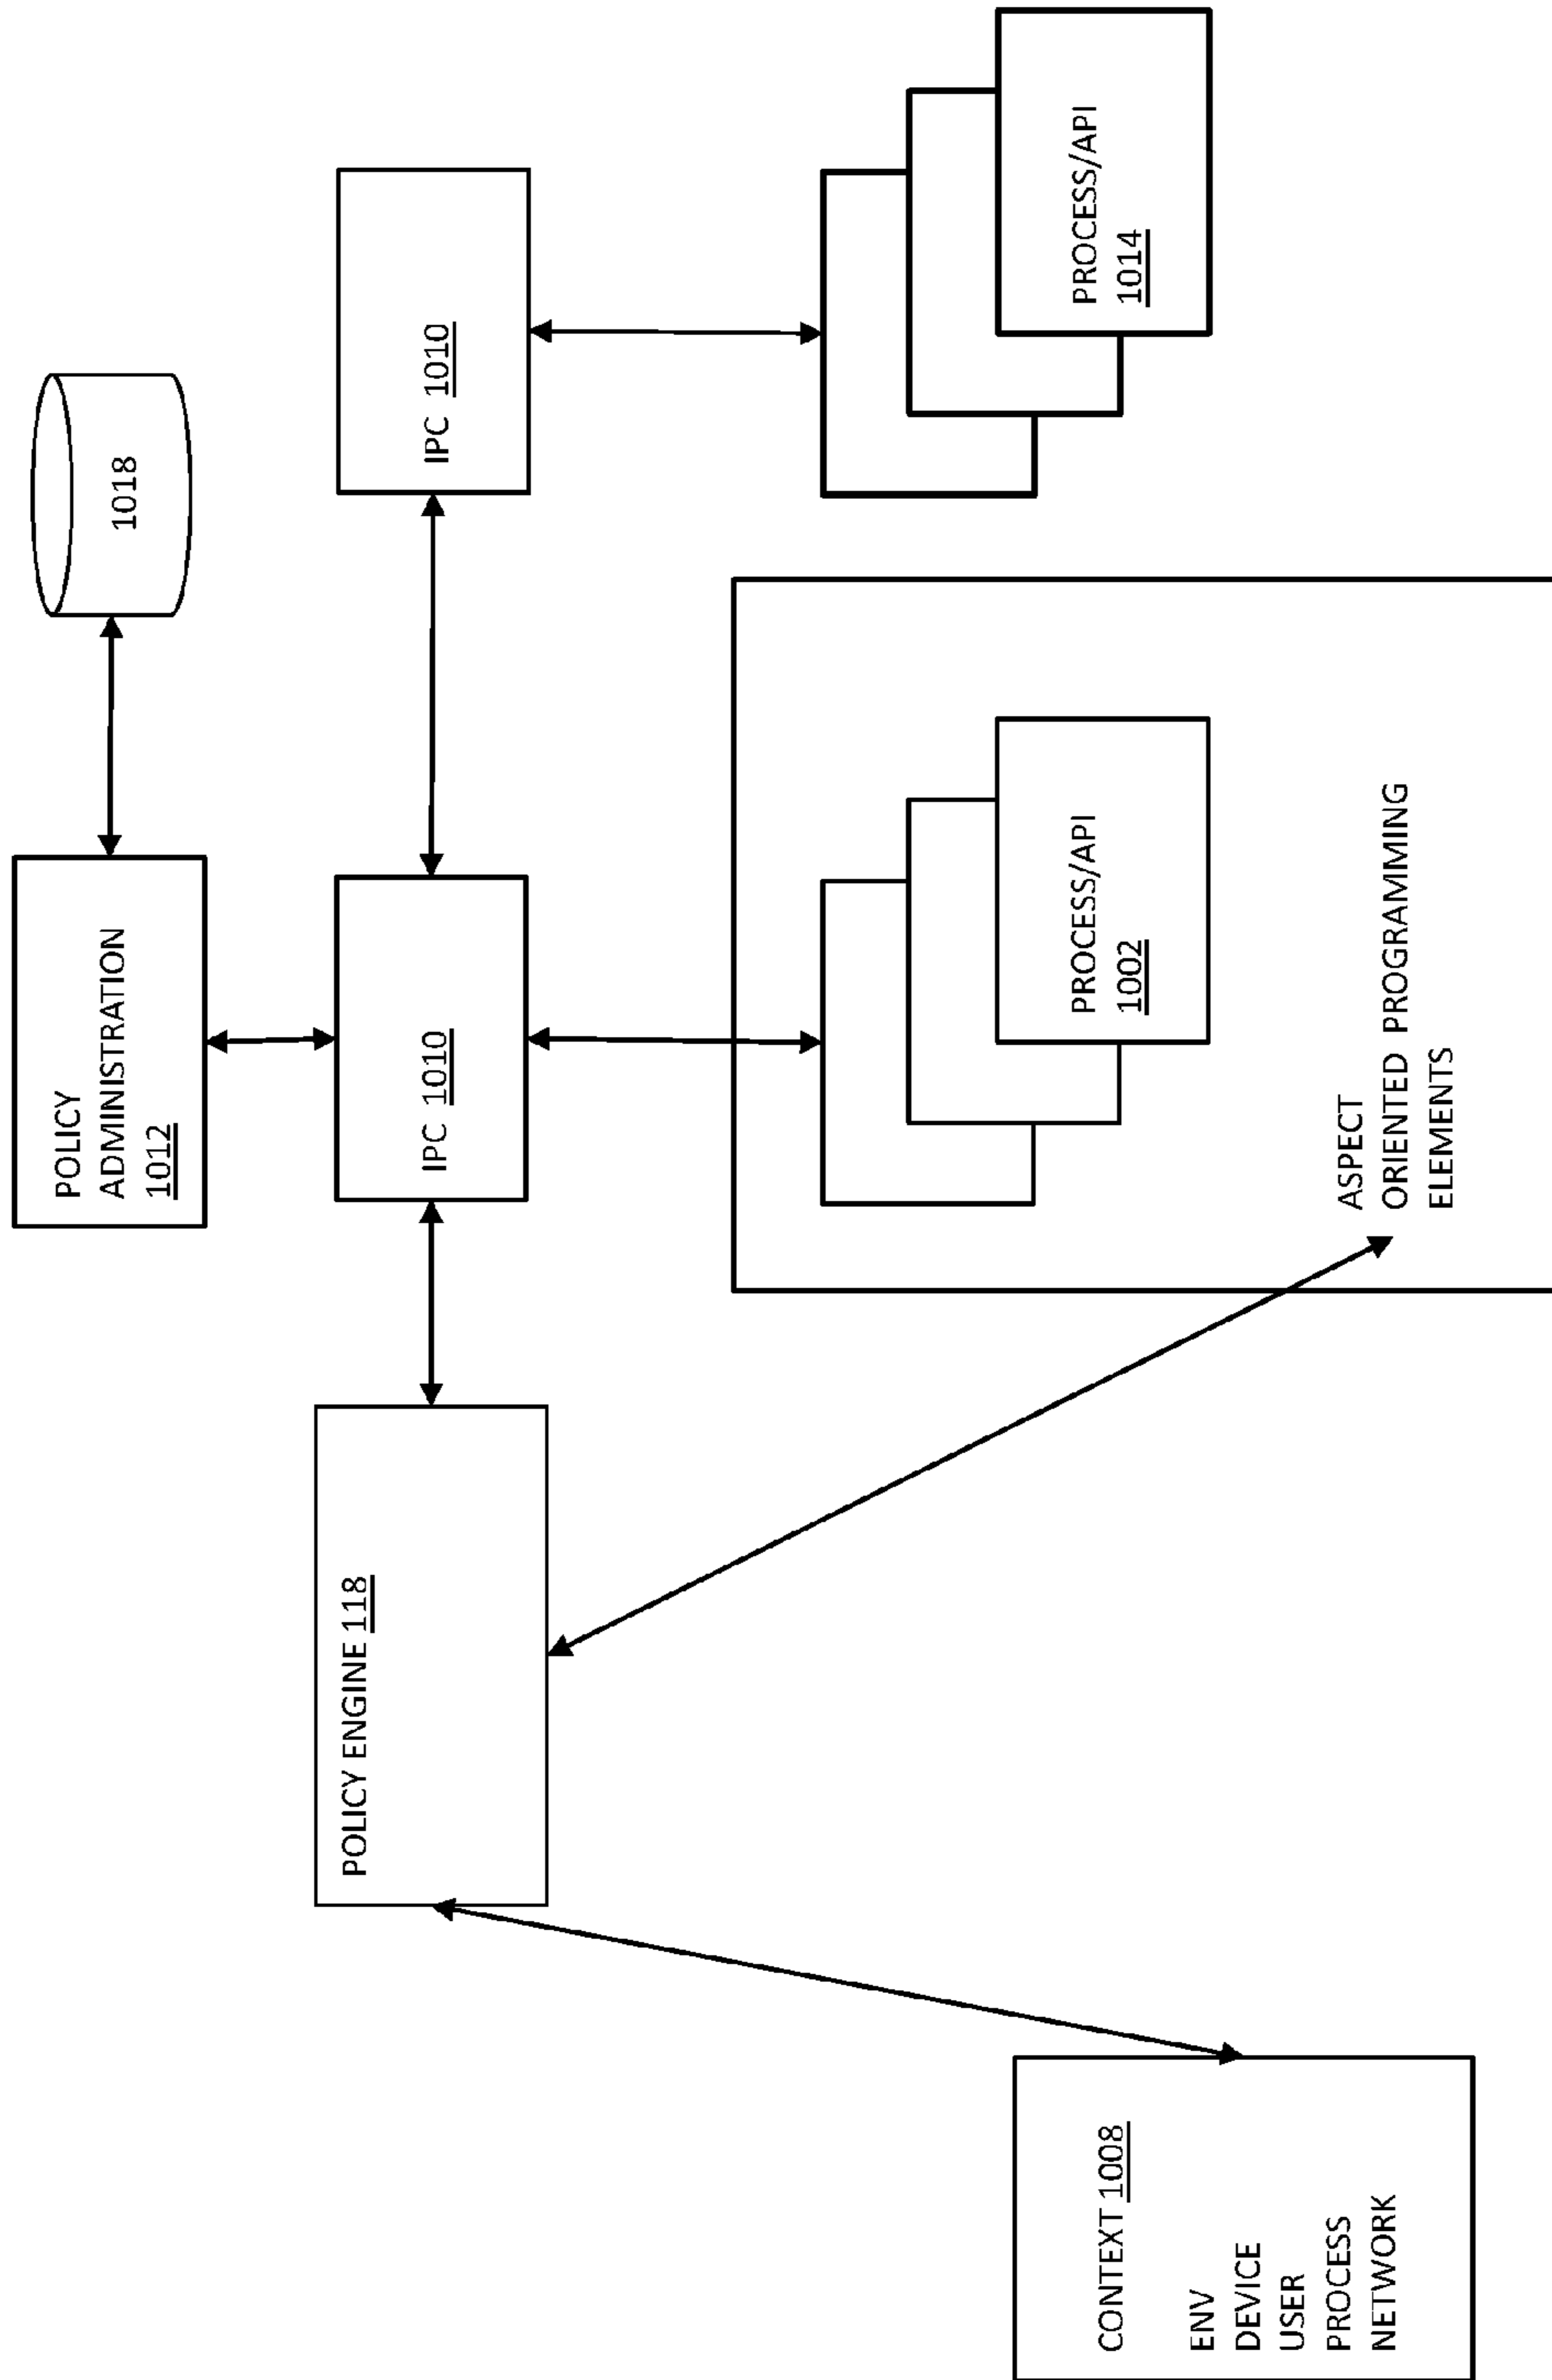 POLICY
ADMINISTRATION
1012
1018
POLICY ENGINE 118
IPC 1010
IPC 1010
CONTEXT 1008
ENV
DEVICE
USER
PROCESS
NETWORK
PROCESS/API
1002
PROCESS/API
1014
ASPECT
ORIENTED PROGRAMMING
ELEMENTS